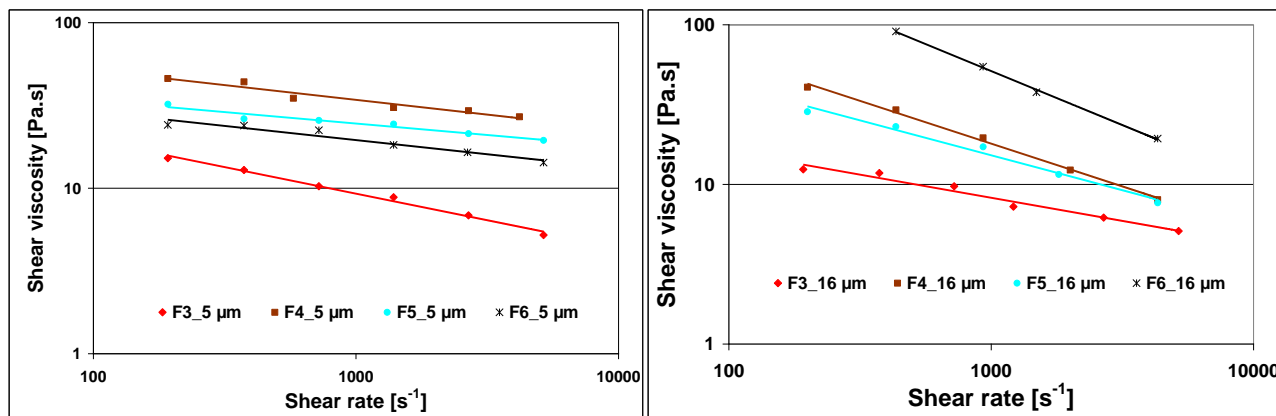 100
10
1
Shear viscosity [Pa.s]
F3_5 µm F4_5 µm F5_5 µm F6_5 µm
100 1000 10000
Shear rate [s⁻¹]
100
10
1
Shear viscosity [Pa.s]
F3_16 µm F4_16 µm F5_16 µm F6_16 µm
100 1000 10000
Shear rate [s⁻¹]